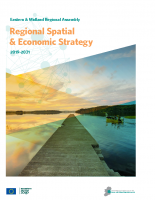 Eastern & Midland Regional Assembly
Regional Spatial
& Economic Strategy
2019-2031